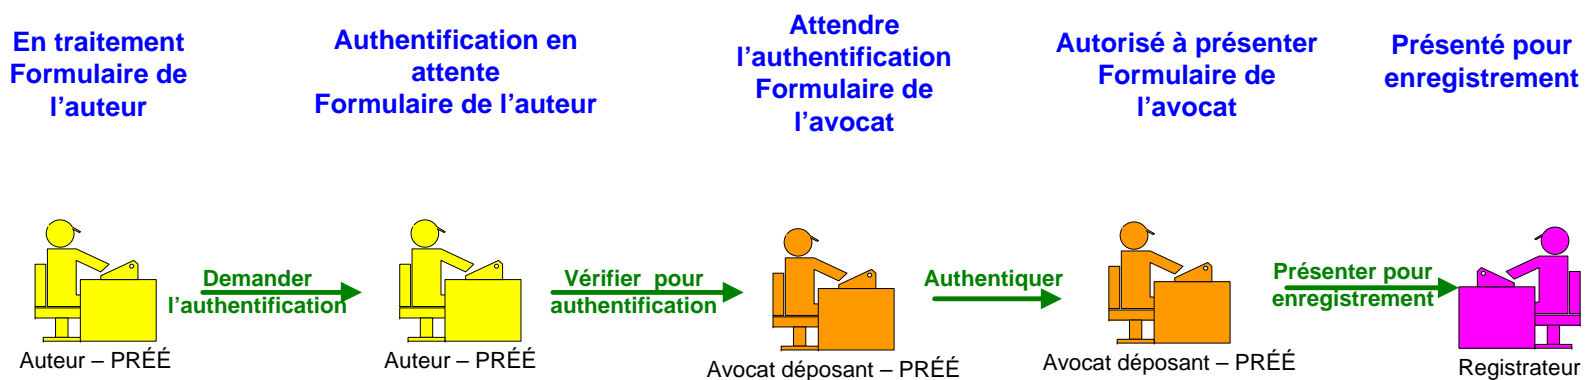 En traitement
Formulaire de
l’auteur
Authentification en
attente
Formulaire de l’auteur
Attendre
l’authentification
Formulaire de
l’avocat
Autorisé à présenter
Formulaire de
l’avocat
Présenté pour
enregistrement
Demander
l’authentification
Vérifier pour
authentification
Authentiquer
Présenter pour
enregistrement
Auteur – PRÉÉ
Auteur – PRÉÉ
Avocat déposant – PRÉÉ
Avocat déposant – PRÉÉ
Registrateur